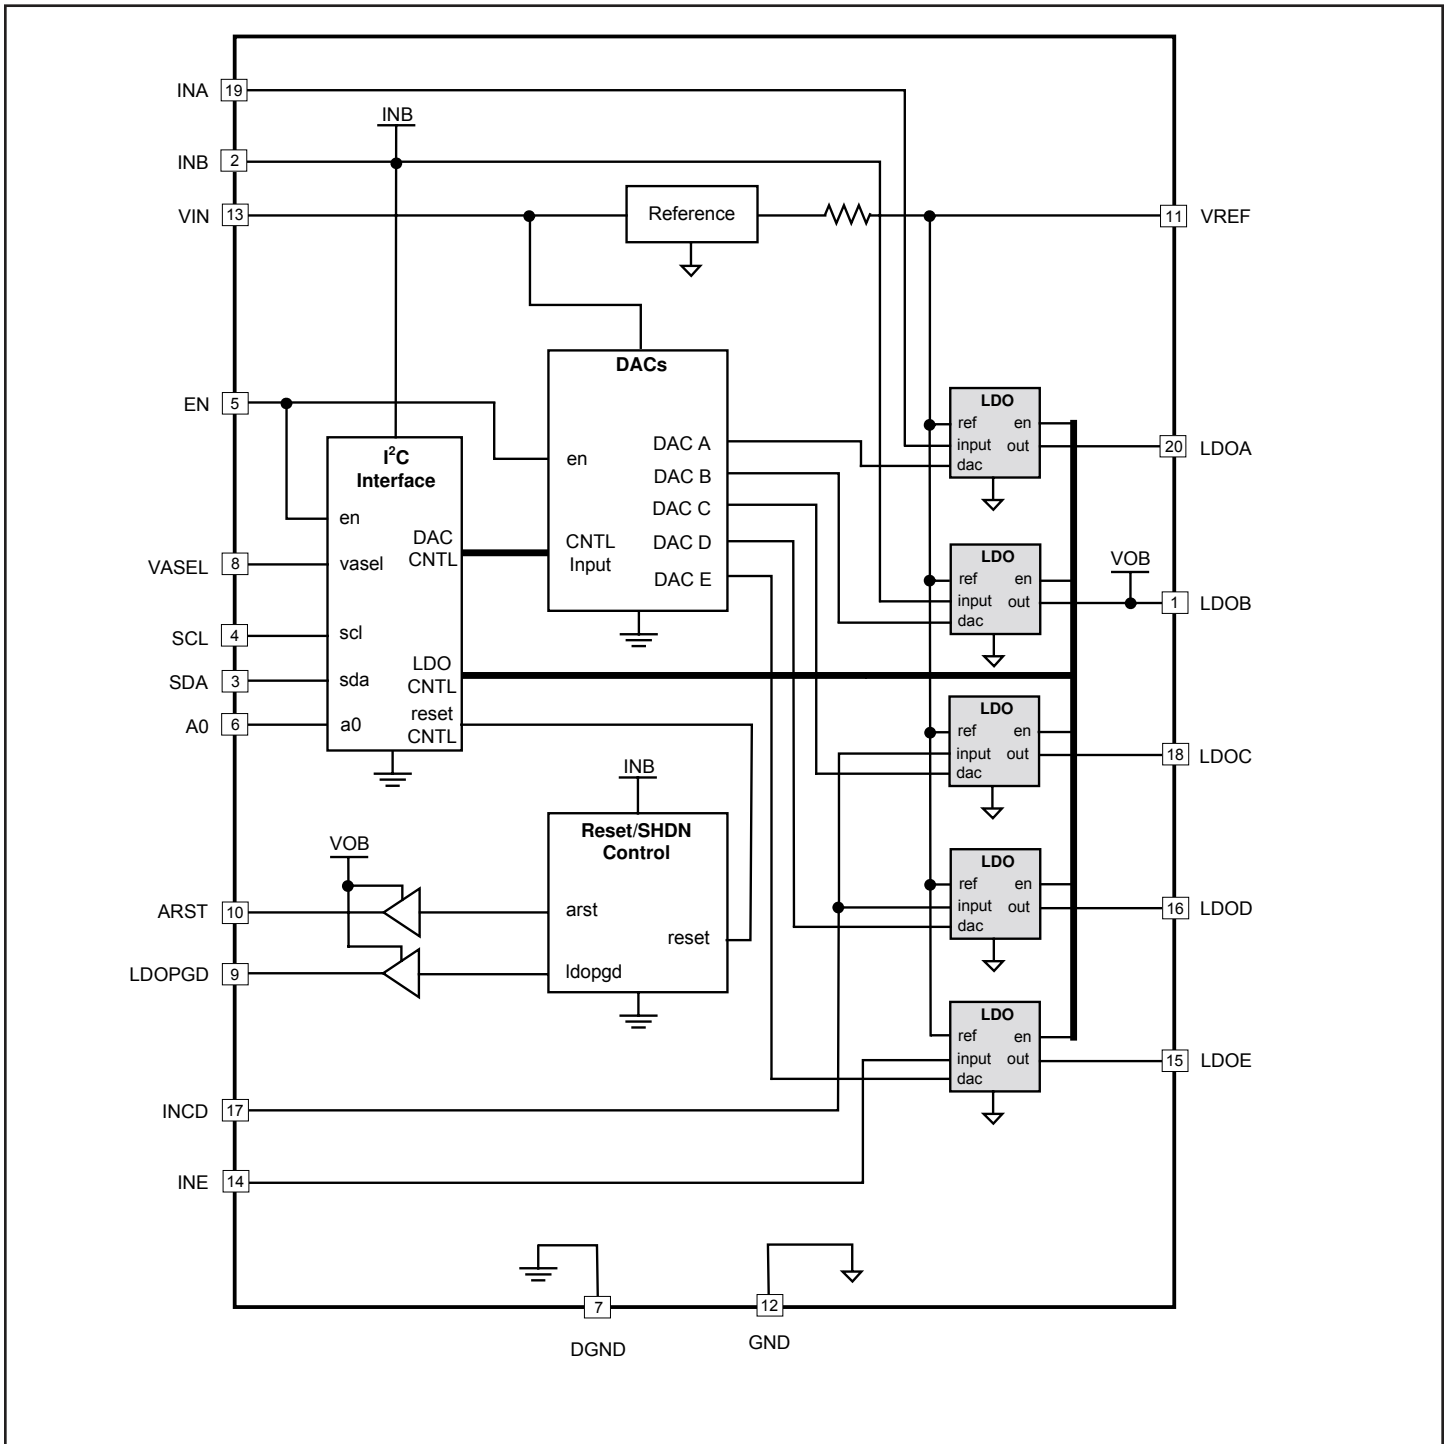 INA 19
INB
INB 2
VIN 13
Reference
11 VREF
EN 5
DACs
en
CNTL
Input
DAC A
DAC B
DAC C
DAC D
DAC E
I²C
Interface
en
vasel
scl
sda
a0
DAC
CNTL
LDO
CNTL
reset
CNTL
VASEL 8
SCL 4
SDA 3
A0 6
LDO
ref en
input out
dac
20 LDOA
LDO
ref en
input out
dac
VOB
1 LDOB
LDO
ref en
input out
dac
18 LDOC
LDO
ref en
input out
dac
16 LDOD
LDO
ref en
input out
dac
15 LDOE
INB
Reset/SHDN
Control
arst
reset
ldopgd
VOB
ARST 10
LDOPGD 9
INCD 17
INE 14
7
DGND
12
GND